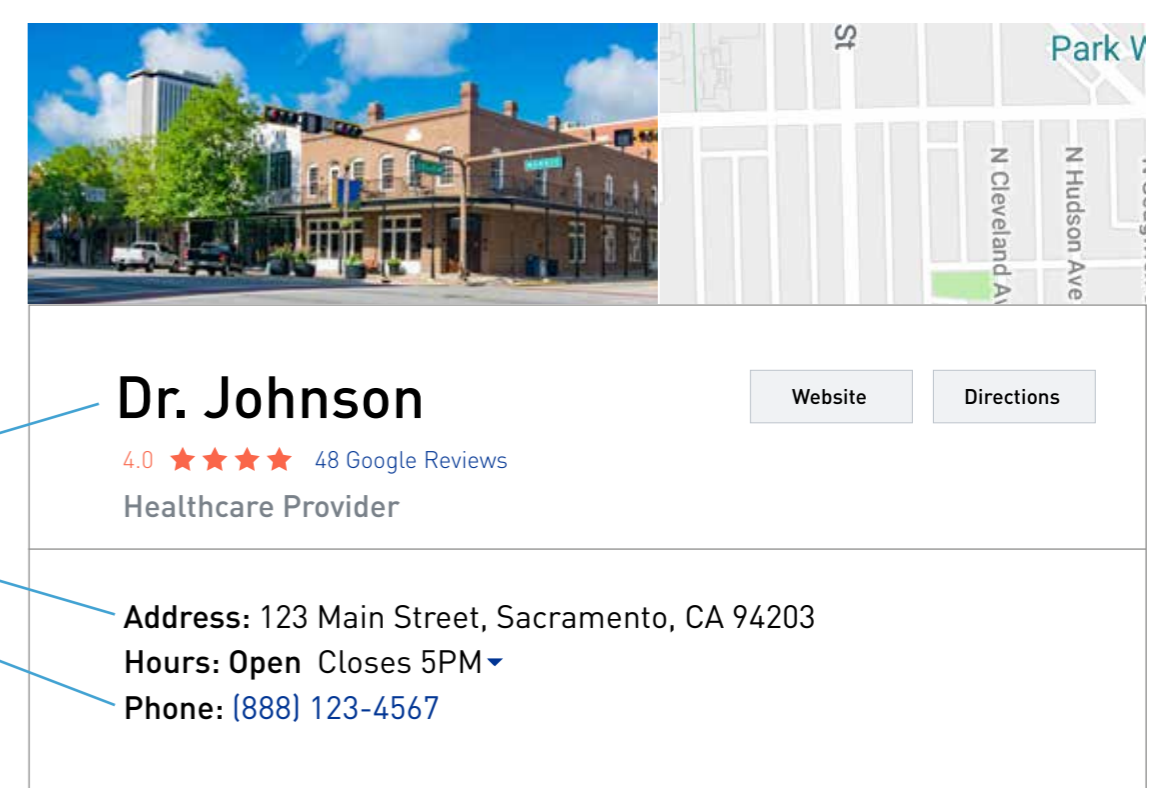 St
Park
N Cleveland Av
N Hudson Ave
Dr. Johnson
Website
Directions
4.0
48 Google Reviews
Healthcare Provider
Address: 123 Main Street, Sacramento, CA 94203
Hours: Open Closes 5PM
Phone: (888) 123-4567